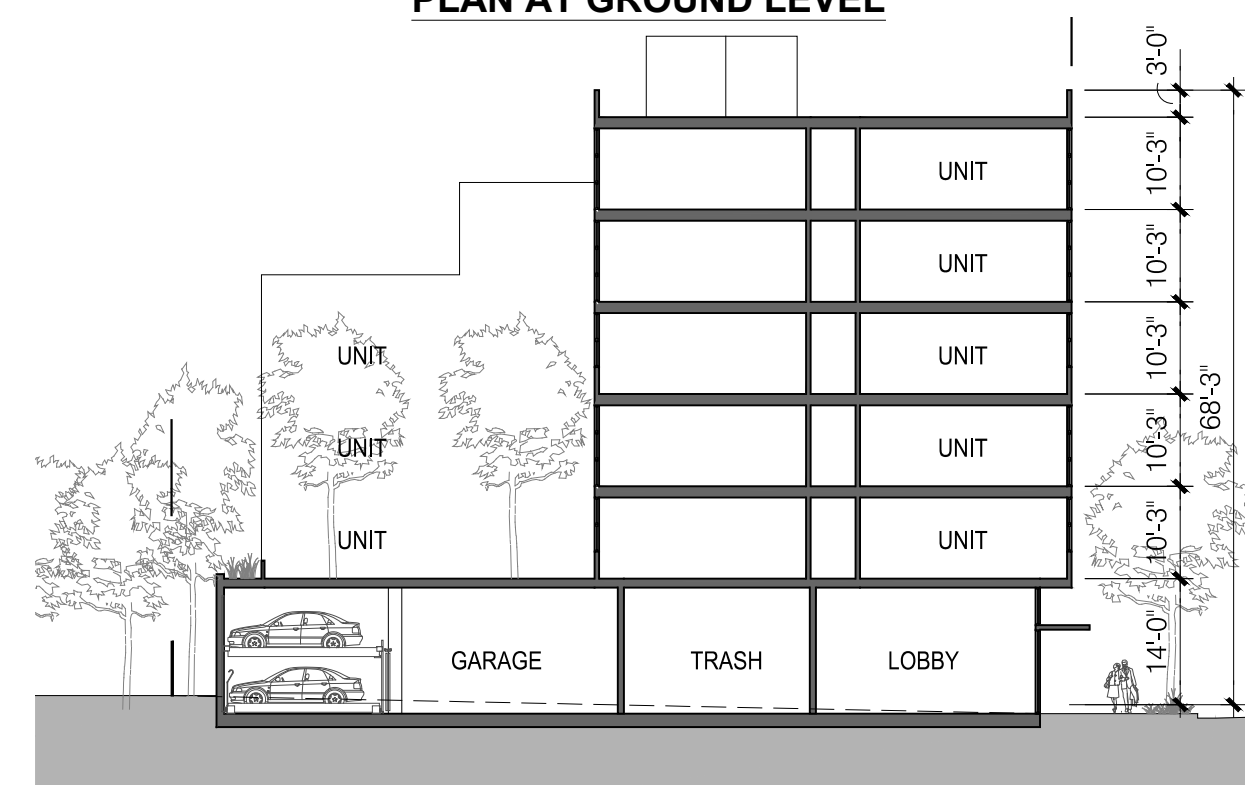 PLAN AT GROUND LEVEL
3'-0"
UNIT
10'-3"
UNIT
10'-3"
UNIT
UNIT
10'-3"
68'-3"
UNIT
UNIT
10'-3"
UNIT
UNIT
10'-3"
GARAGE
TRASH
LOBBY
14'-0"